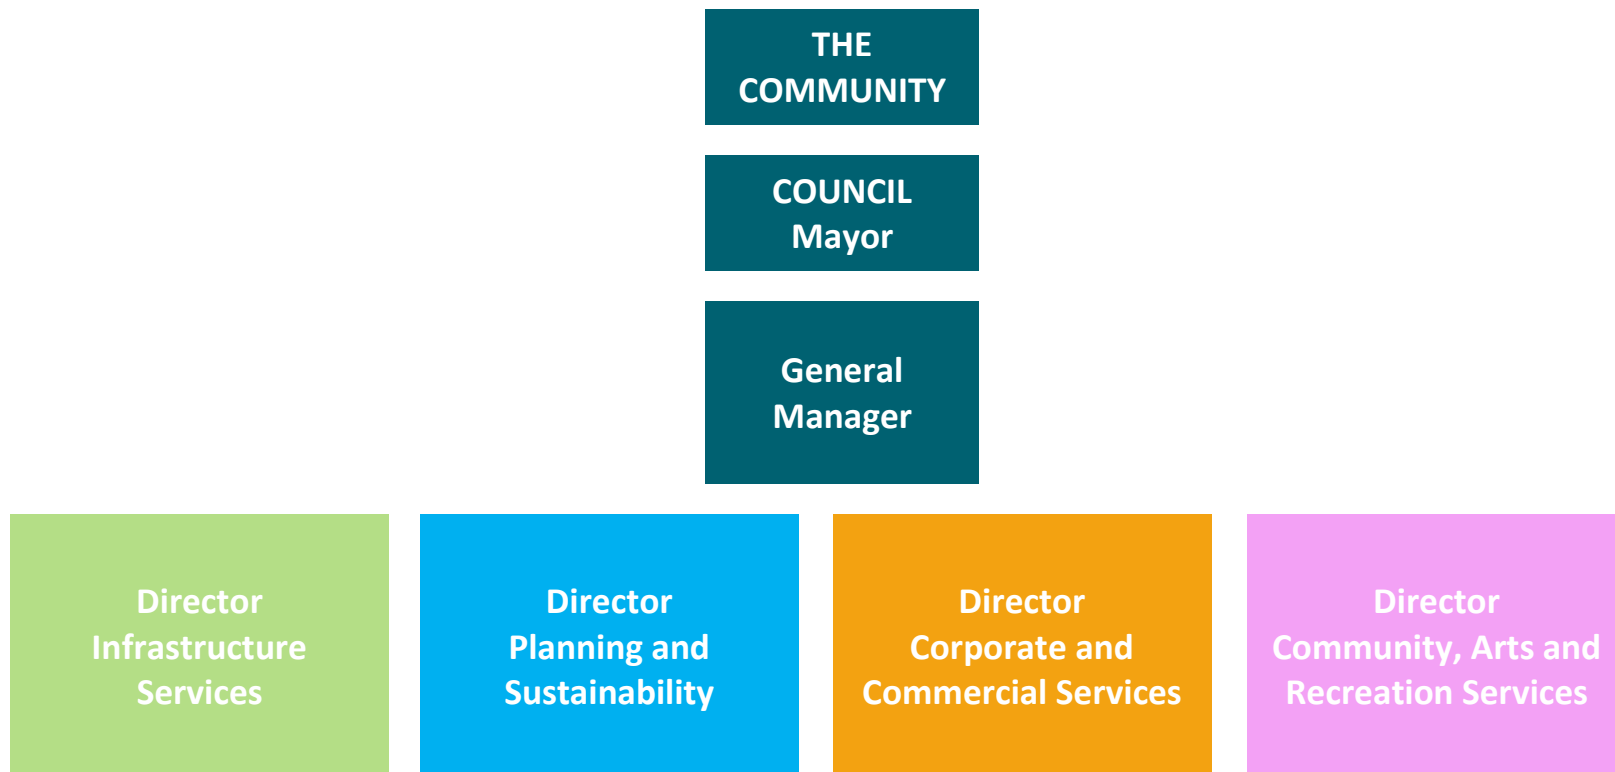 THE
COMMUNITY
COUNCIL
Mayor
General
Manager
Director
Infrastructure
Services
Director
Planning and
Sustainability
Director
Corporate and
Commercial Services
Director
Community, Arts and
Recreation Services